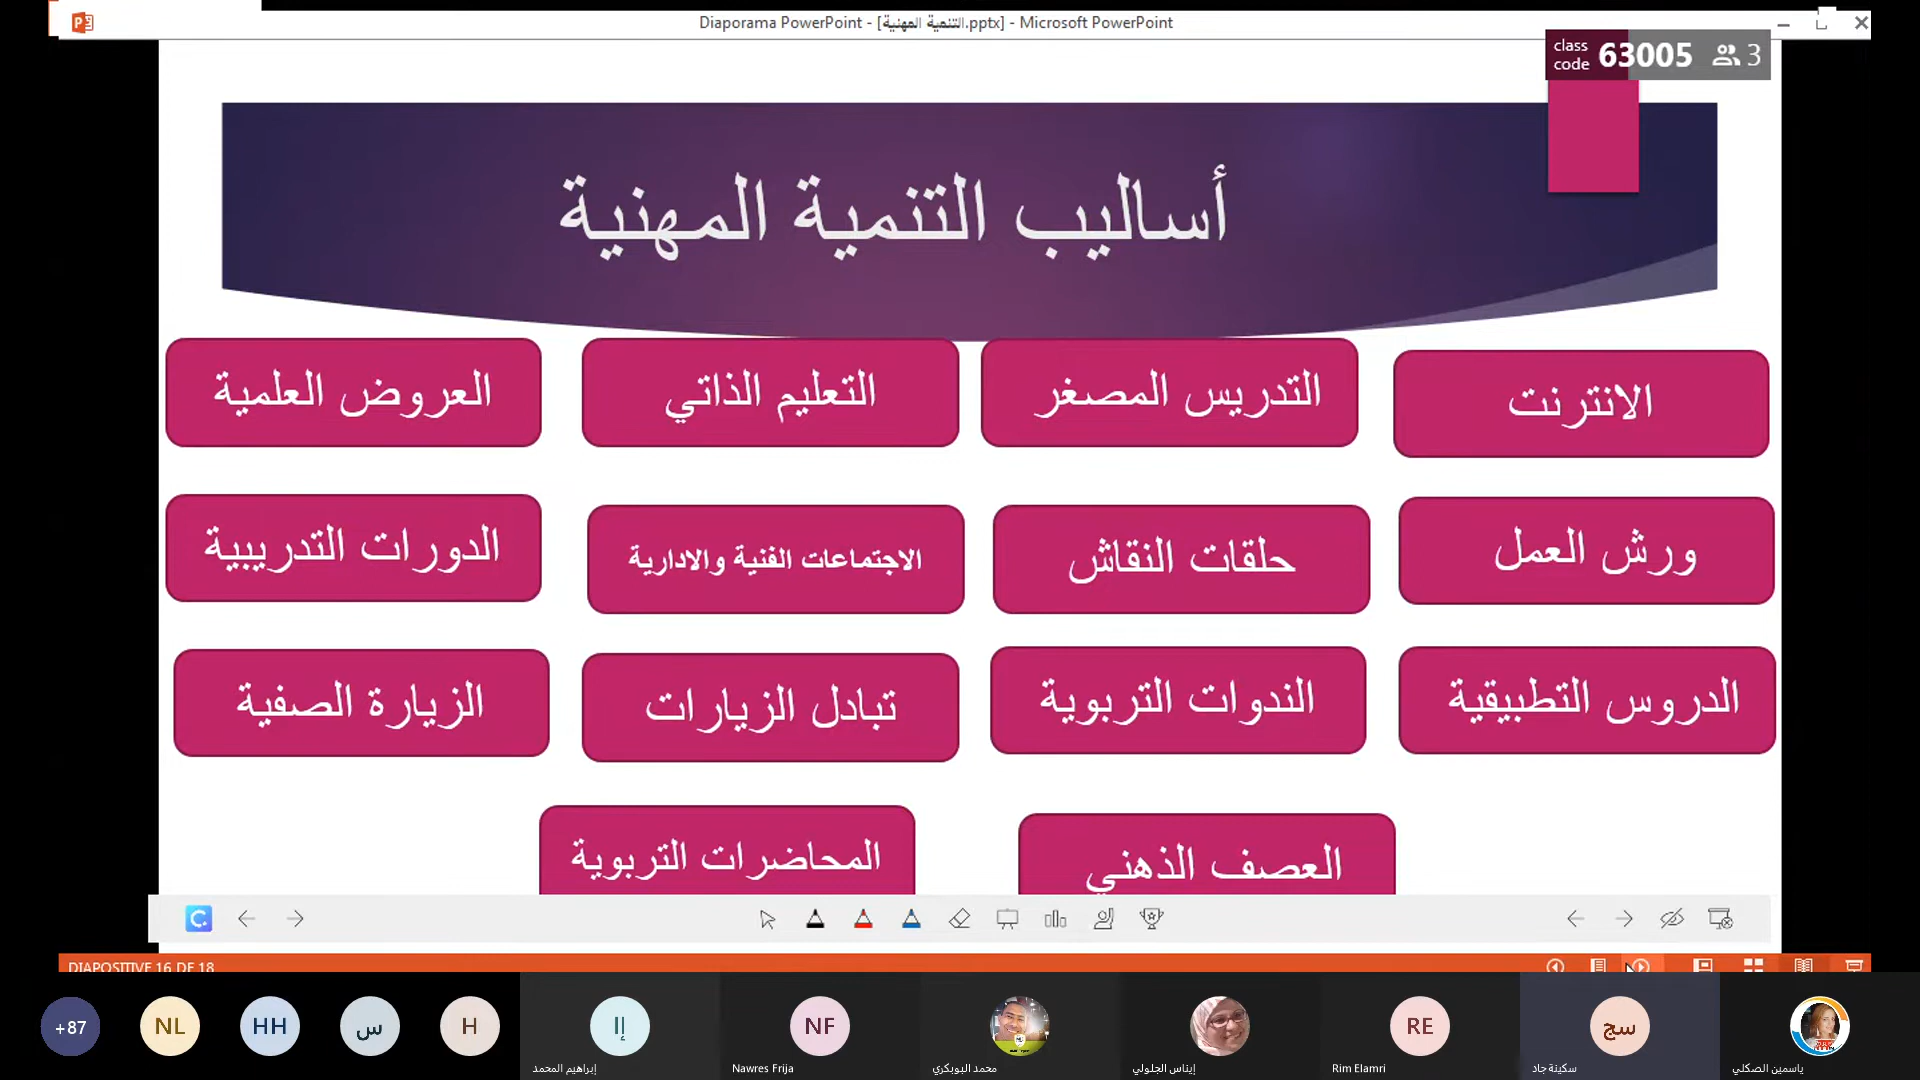 Diaporama PowerPoint - [التنمية المهنية.pptx] - Microsoft PowerPoint
class code 63005 3
أساليب التنمية المهنية
الانترنت
التدريس المصغر
التعليم الذاتي
العروض العلمية
ورش العمل
حلقات النقاش
الاجتماعات الفنية والادارية
الدورات التدريبية
الدروس التطبيقية
الندوات التربوية
تبادل الزيارات
الزيارة الصفية
العصف الذهني
المحاضرات التربوية
DIAPOSITIVE 16 DE 18
+87
NL
HH
س
H
إا
NF
RE
سج
إبراهيم المحمد
Nawres Frija
محمد البوبكري
إيناس الجلولي
Rim Elamri
سكينة جاد
ياسمين الصكلي